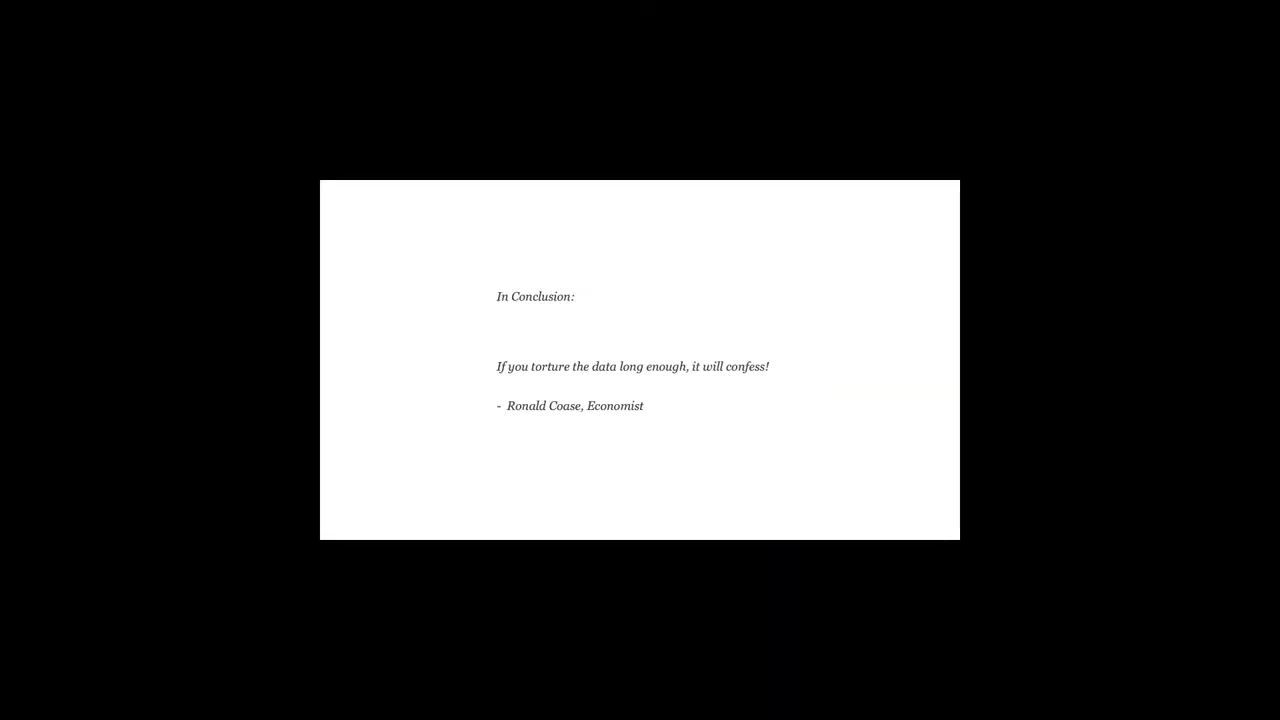 In Conclusion:
If you torture the data long enough, it will confess!
- Ronald Coase, Economist